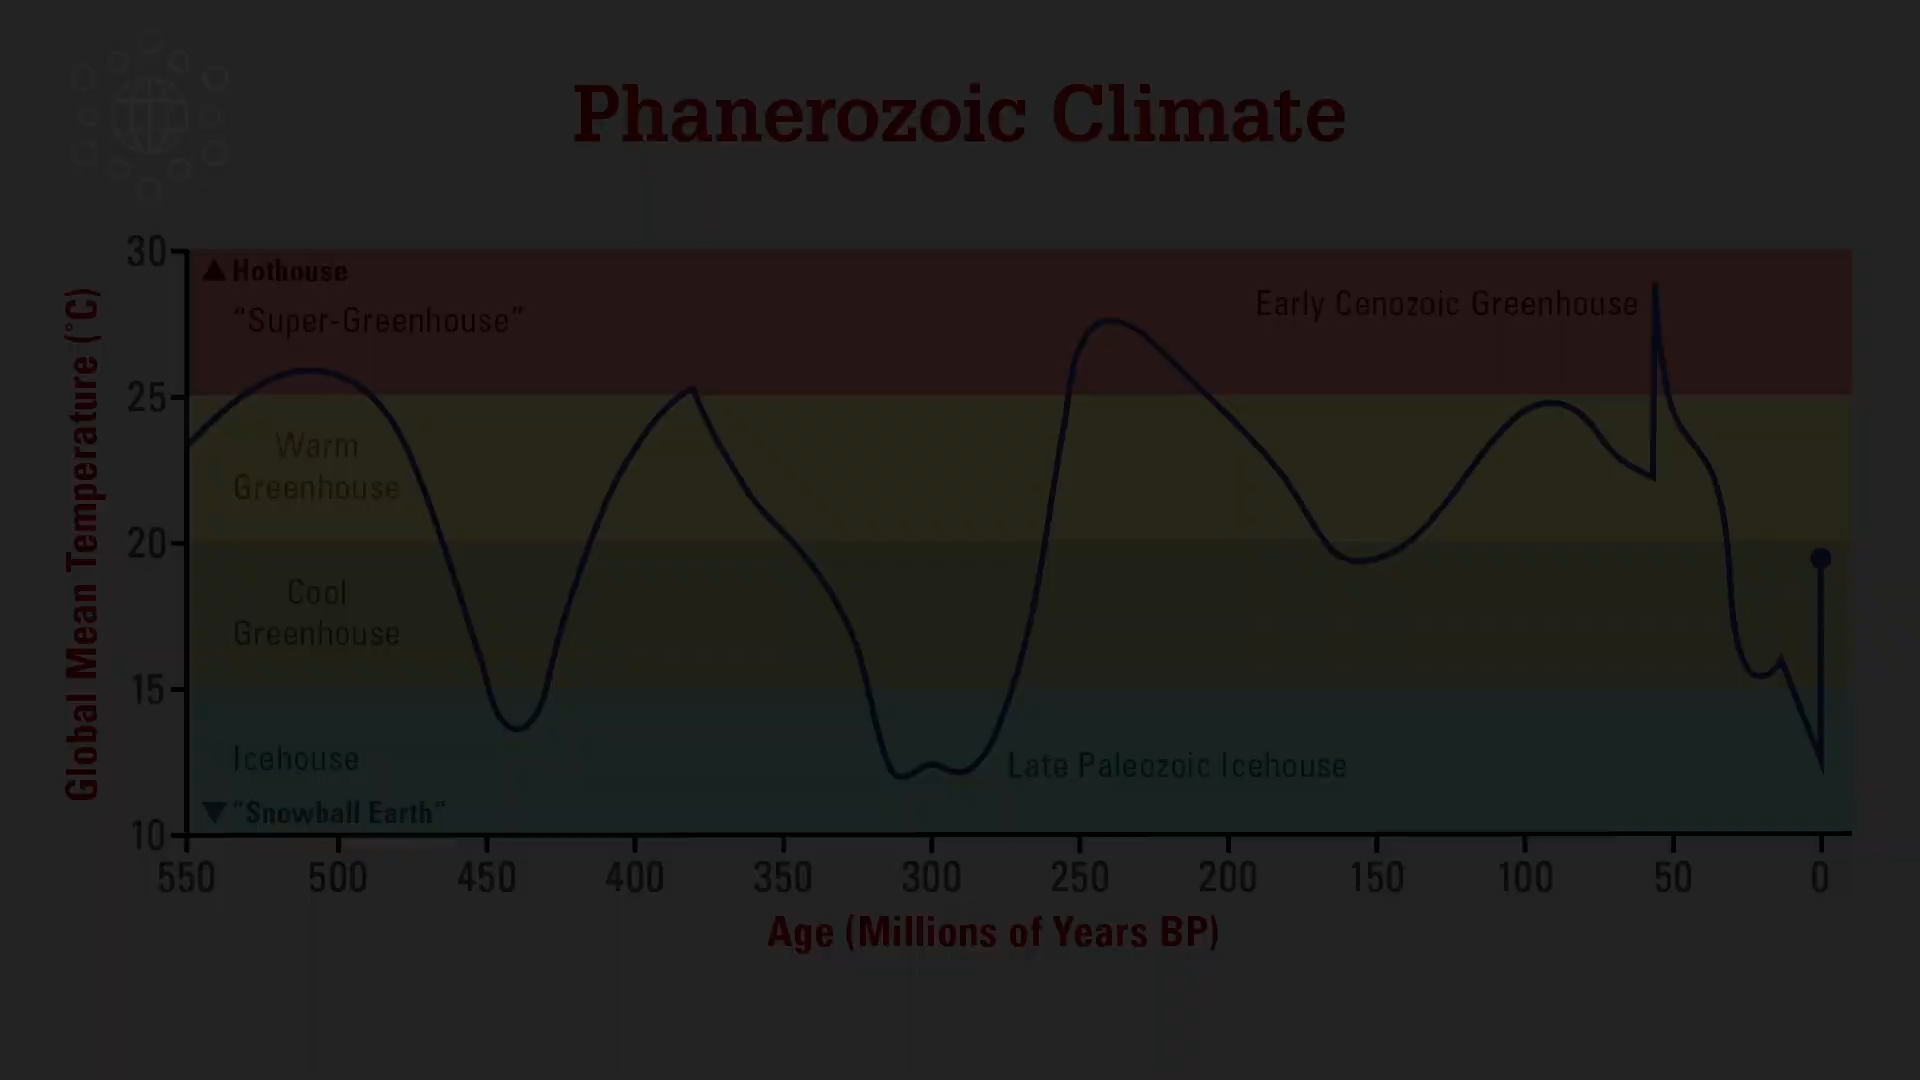 Phanerozoic Climate
30
▲ Hothouse
“Super-Greenhouse”
Early Cenozoic Greenhouse
25
Warm
Greenhouse
20
Cool
Greenhouse
15
Icehouse
Late Paleozoic Icehouse
▼ “Snowball Earth”
10
Global Mean Temperature (°C)
550 500 450 400 350 300 250 200 150 100 50 0
Age (Millions of Years BP)